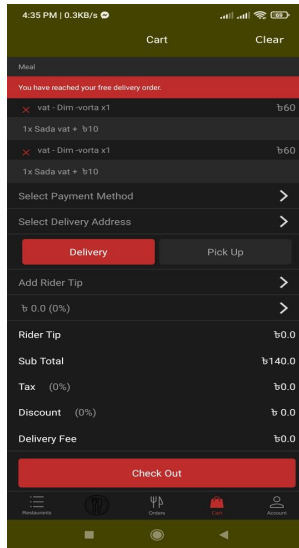 4:35 PM | 0.3KB/s
Cart
Clear
Meal
You have reached your free delivery order.
vat - Dim -vorta x1 ৳60
1x Sada vat + ৳10
vat - Dim -vorta x1 ৳60
1x Sada vat + ৳10
Select Payment Method
Select Delivery Address
Delivery
Pick Up
Add Rider Tip
৳ 0.0 (0%)
Rider Tip ৳0.0
Sub Total ৳140.0
Tax (0%) ৳0.0
Discount (0%) ৳ 0.0
Delivery Fee ৳0.0
Check Out
Restaurants
Orders
Cart
Account